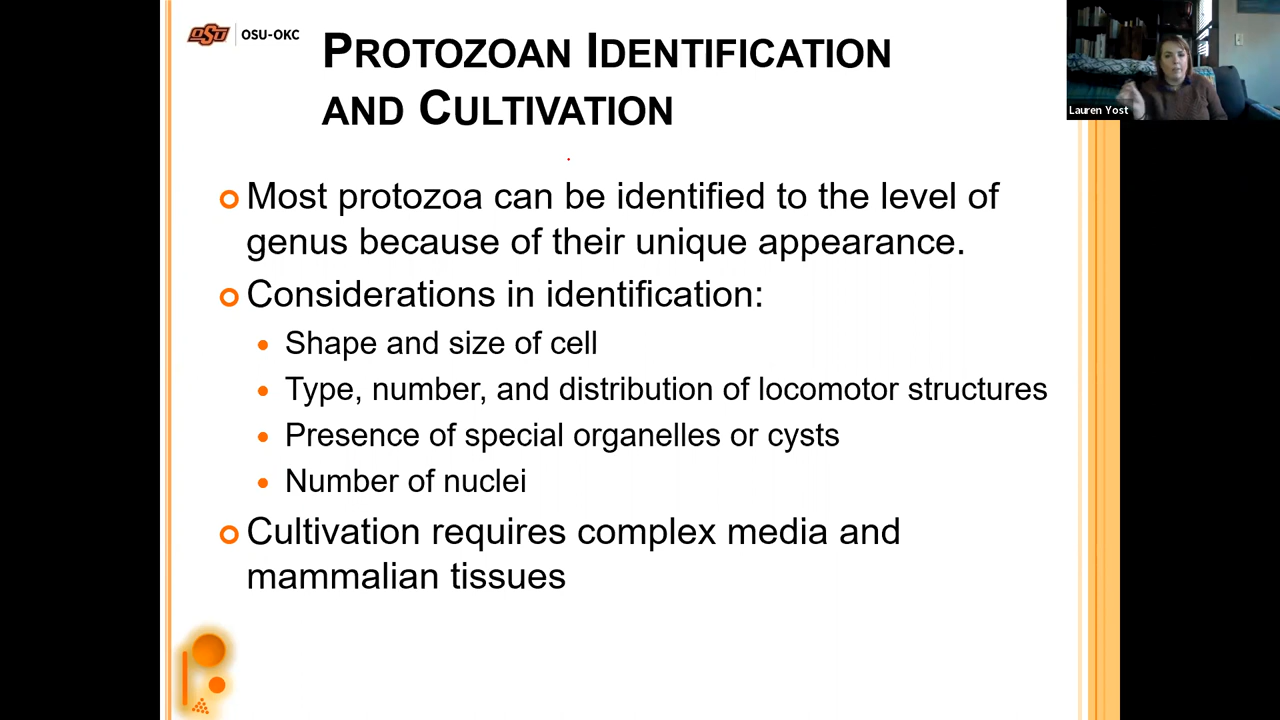 OSU OSU-OKC
PROTOZOAN IDENTIFICATION
AND CULTIVATION
Lauren Yost
Most protozoa can be identified to the level of
genus because of their unique appearance.
Considerations in identification:
Shape and size of cell
Type, number, and distribution of locomotor structures
Presence of special organelles or cysts
Number of nuclei
Cultivation requires complex media and
mammalian tissues